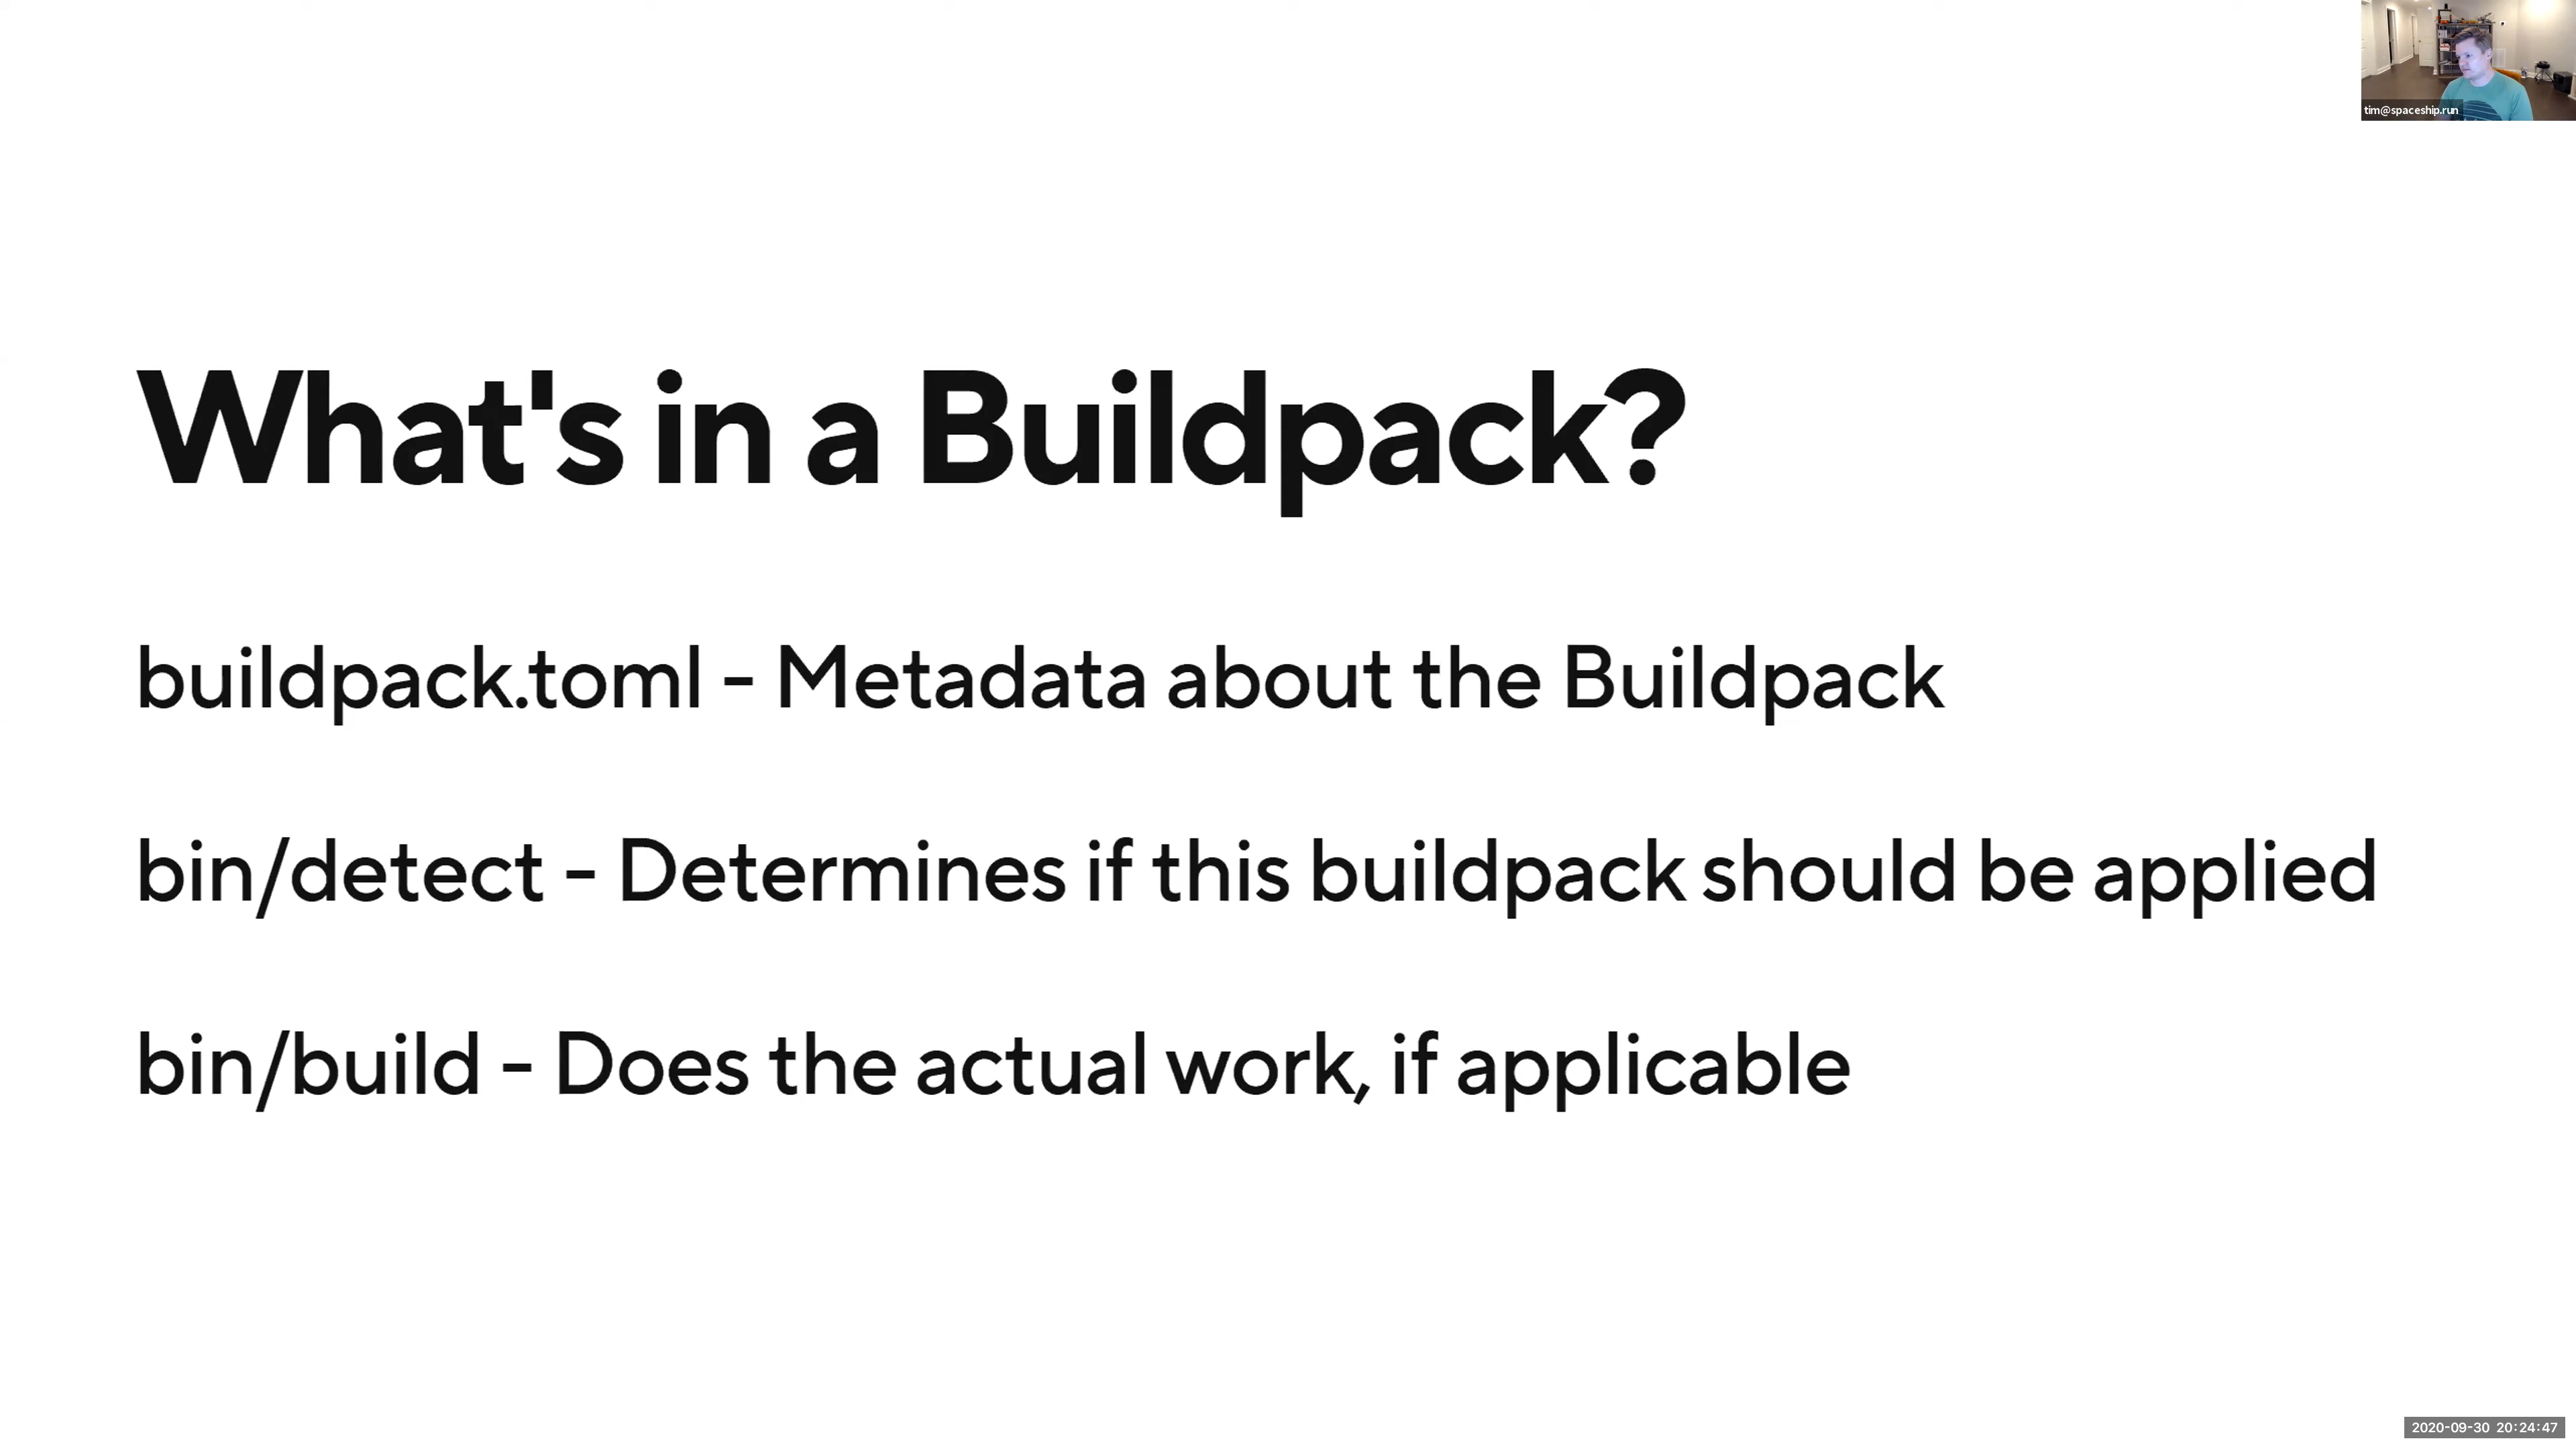 tim@spaceship.run
What's in a Buildpack?
buildpack.toml - Metadata about the Buildpack
bin/detect - Determines if this buildpack should be applied
bin/build - Does the actual work, if applicable
2020-09-30 20:24:47